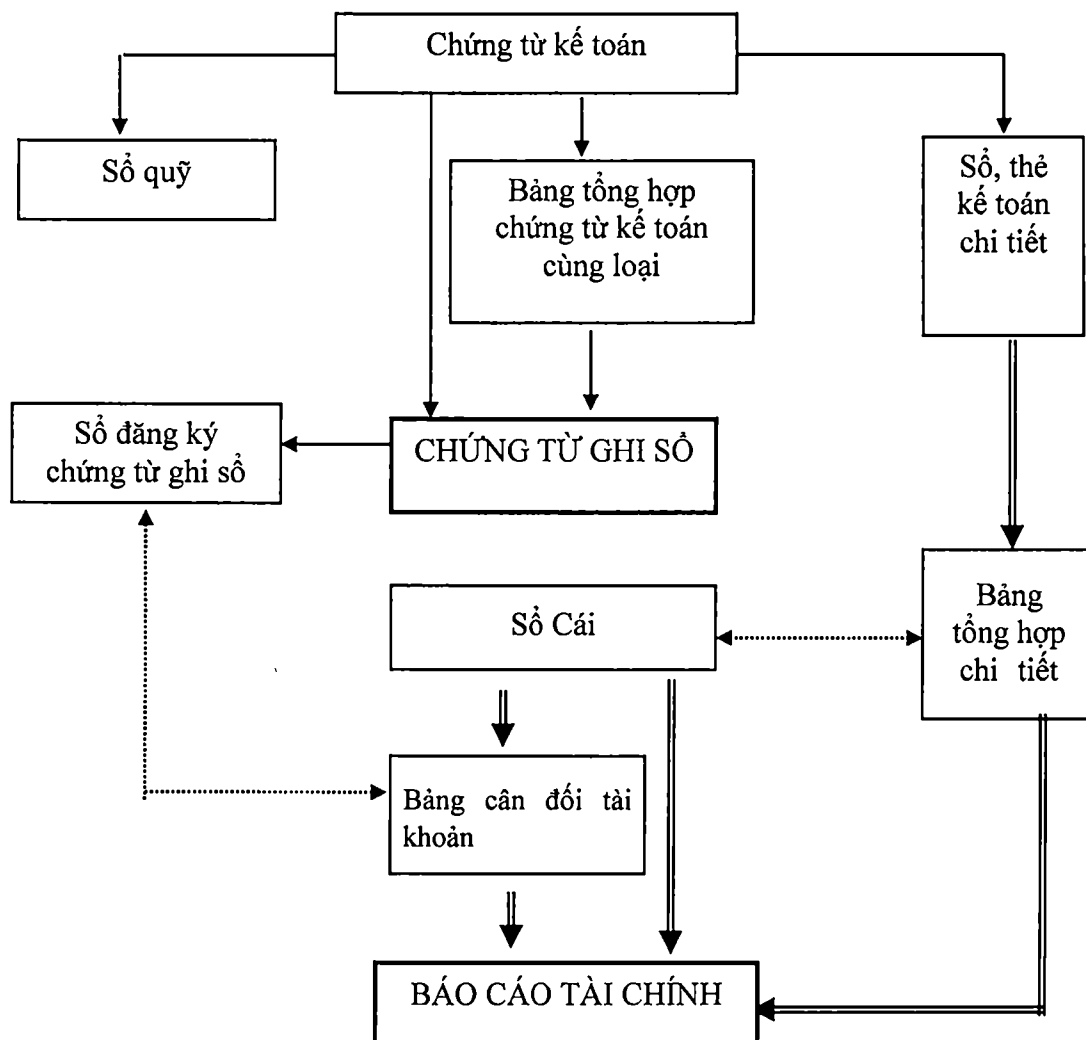 Chứng từ kế toán
Sổ quỹ
Bảng tổng hợp
chứng từ kế toán
cùng loại
Sổ, thẻ
kế toán
chi tiết
Sổ đăng ký
chứng từ ghi sổ
CHỨNG TỪ GHI SỔ
Sổ Cái
Bảng
tổng hợp
chi tiết
Bảng cân đối tài
khoản
BÁO CÁO TÀI CHÍNH